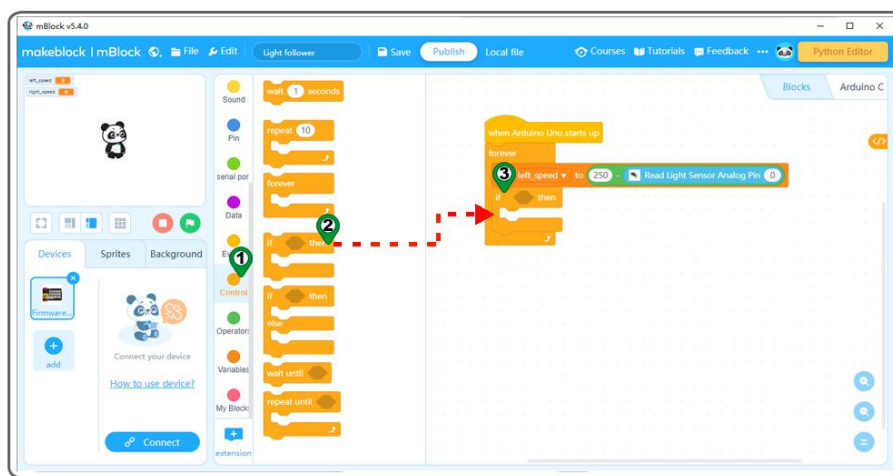 mBlock v5.4.0
makeblock | mBlock File Edit Light follower Save Publish Local file Courses Tutorials Feedback ••• Python Editor
left_speed
right_speed
Blocks Arduino C
Sound
Pin
serial por
Data
Control
Operators
Variables
My Blocks
extension
wait 1 seconds
repeat 10
forever
if then
if then
else
wait until
repeat until
1
2
3
when Arduino Uno starts up
forever
left_speed to 250 - Read Light Sensor Analog Pin 0
if then
Devices Sprites Background
Firmware...
add
Connect your device
How to use device?
Connect